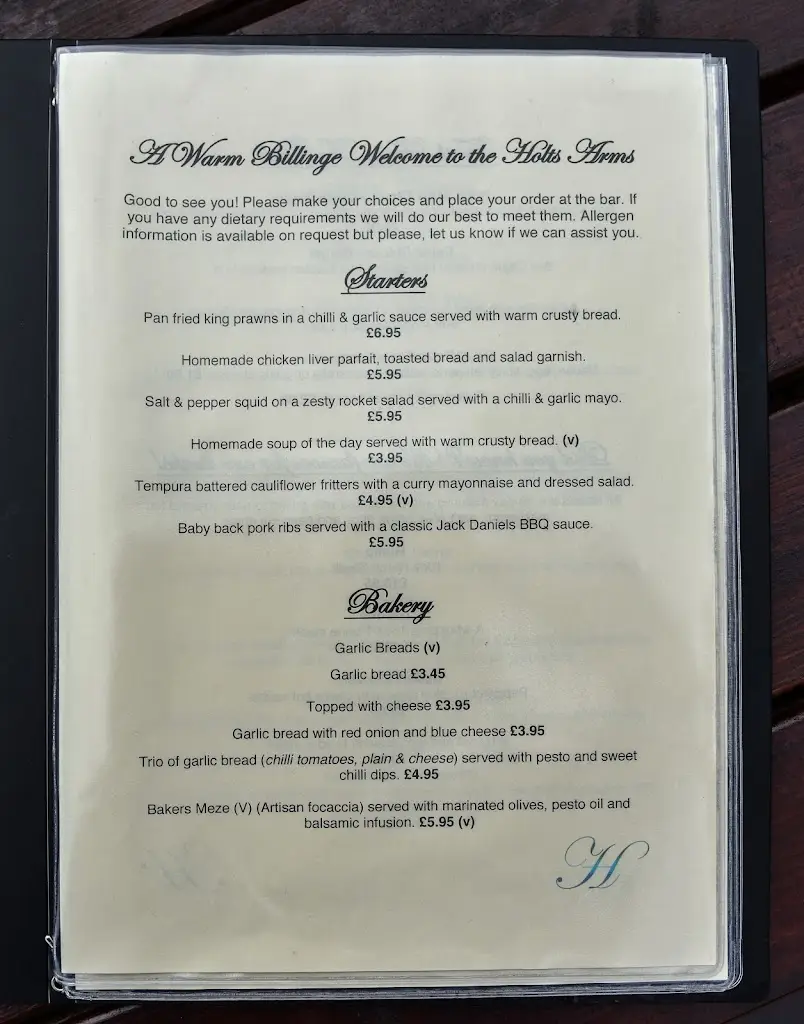 A Warm Billinge Welcome to the Holts Arms
Good to see you! Please make your choices and place your order at the bar. If
you have any dietary requirements we will do our best to meet them. Allergen
information is available on request but please, let us know if we can assist you.
Starters
Pan fried king prawns in a chilli & garlic sauce served with warm crusty bread.
£6.95
Homemade chicken liver parfait, toasted bread and salad garnish.
£5.95
Salt & pepper squid on a zesty rocket salad served with a chilli & garlic mayo.
£5.95
Homemade soup of the day served with warm crusty bread. (v)
£3.95
Tempura battered cauliflower fritters with a curry mayonnaise and dressed salad.
£4.95 (v)
Baby back pork ribs served with a classic Jack Daniels BBQ sauce.
£5.95
Bakery
Garlic Breads (v)
Garlic bread £3.45
Topped with cheese £3.95
Garlic bread with red onion and blue cheese £3.95
Trio of garlic bread (chilli tomatoes, plain & cheese) served with pesto and sweet
chilli dips. £4.95
Bakers Meze (V) (Artisan focaccia) served with marinated olives, pesto oil and
balsamic infusion. £5.95 (v)
H